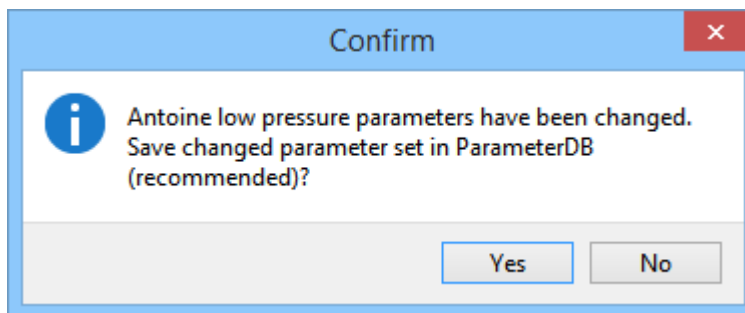 Confirm
Antoine low pressure parameters have been changed.
Save changed parameter set in ParameterDB
(recommended)?
Yes
No